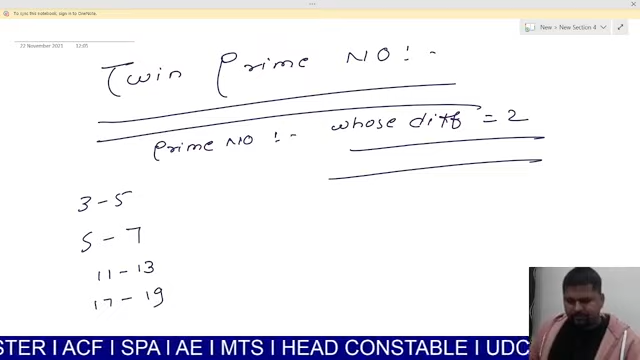 To sync this notebook, sign in to OneNote.
New > New Section 4
22 November 2021 12:05
Twin Prime NO :-
Prime NO :- whose diff = 2
3 - 5
5 - 7
11 - 13
17 - 19
STER I ACF I SPA I AE I MTS I HEAD CONSTABLE I UDC